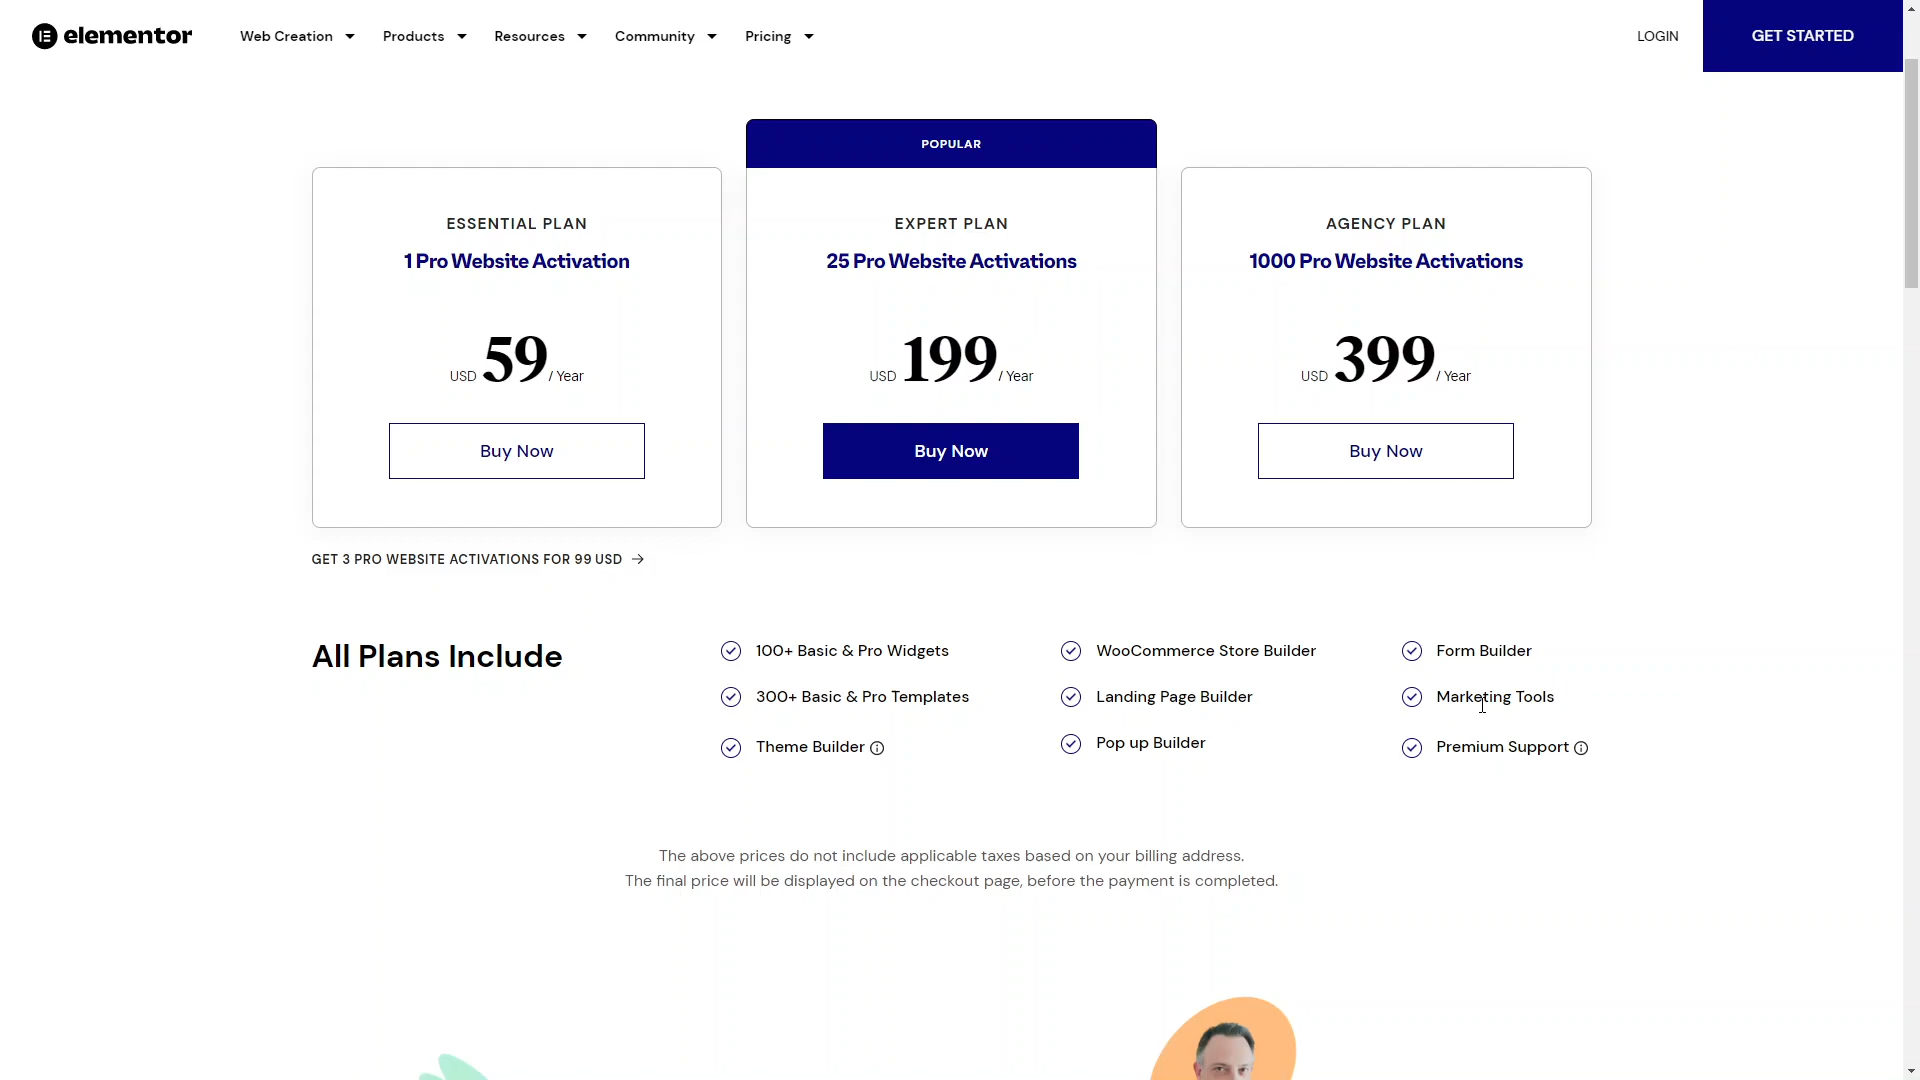 elementor
Web Creation
Products
Resources
Community
Pricing
LOGIN
GET STARTED
POPULAR
ESSENTIAL PLAN
1 Pro Website Activation
USD 59 / Year
Buy Now
EXPERT PLAN
25 Pro Website Activations
USD 199 / Year
Buy Now
AGENCY PLAN
1000 Pro Website Activations
USD 399 / Year
Buy Now
GET 3 PRO WEBSITE ACTIVATIONS FOR 99 USD →
All Plans Include
100+ Basic & Pro Widgets
300+ Basic & Pro Templates
Theme Builder
WooCommerce Store Builder
Landing Page Builder
Pop up Builder
Form Builder
Marketing Tools
Premium Support
The above prices do not include applicable taxes based on your billing address.
The final price will be displayed on the checkout page, before the payment is completed.